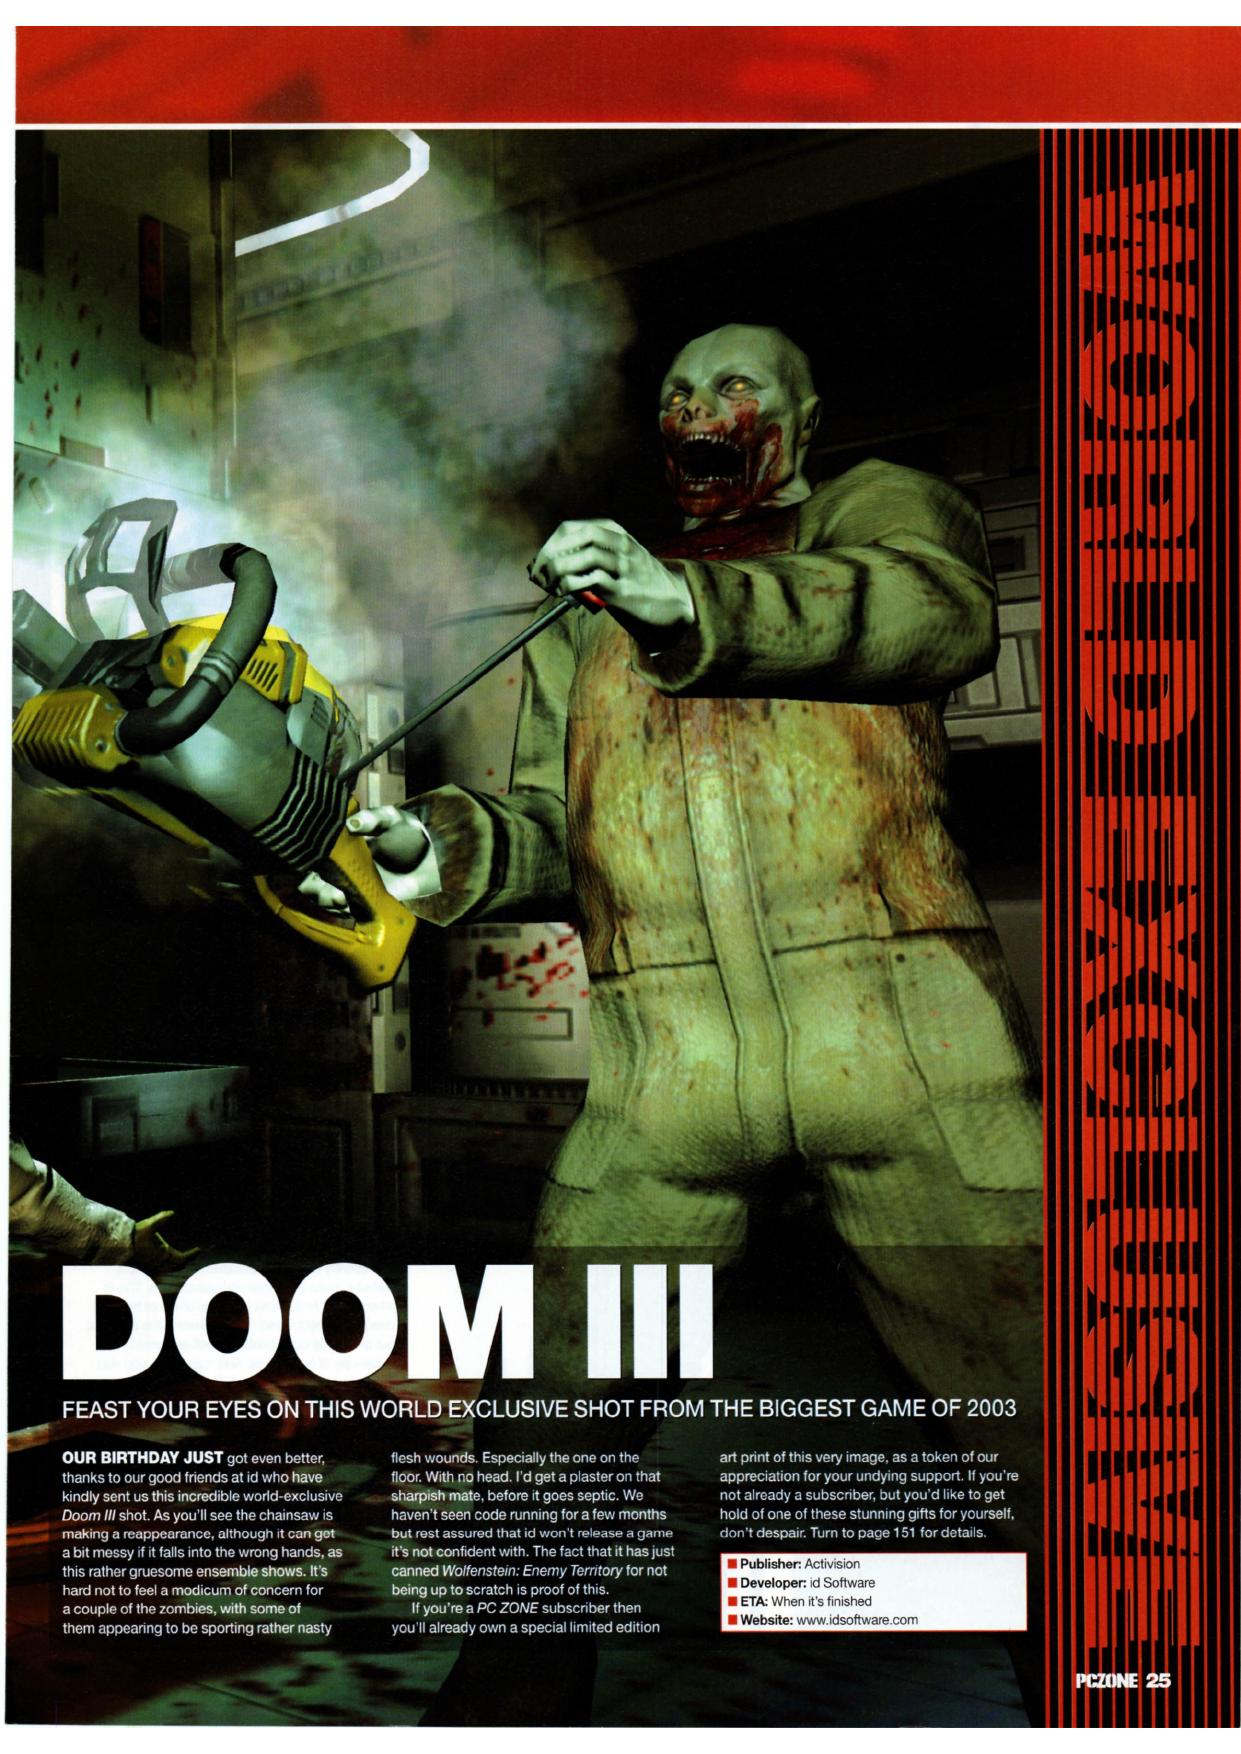 WORLD EXCLUSIVE
DOOM III
FEAST YOUR EYES ON THIS WORLD EXCLUSIVE SHOT FROM THE BIGGEST GAME OF 2003
OUR BIRTHDAY JUST got even better,
thanks to our good friends at id who have
kindly sent us this incredible world-exclusive
Doom III shot. As you'll see the chainsaw is
making a reappearance, although it can get
a bit messy if it falls into the wrong hands, as
this rather gruesome ensemble shows. It's
hard not to feel a modicum of concern for
a couple of the zombies, with some of
them appearing to be sporting rather nasty
flesh wounds. Especially the one on the
floor. With no head. I'd get a plaster on that
sharpish mate, before it goes septic. We
haven't seen code running for a few months
but rest assured that id won't release a game
it's not confident with. The fact that it has just
canned Wolfenstein: Enemy Territory for not
being up to scratch is proof of this.
If you're a PC ZONE subscriber then
you'll already own a special limited edition
art print of this very image, as a token of our
appreciation for your undying support. If you're
not already a subscriber, but you'd like to get
hold of one of these stunning gifts for yourself,
don't despair. Turn to page 151 for details.
Publisher: Activision
Developer: id Software
ETA: When it's finished
Website: www.idsoftware.com
PCZONE 25